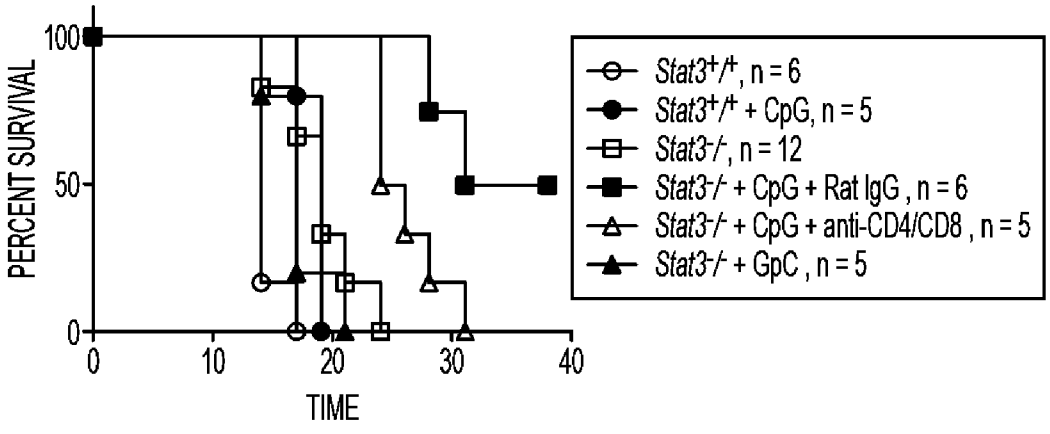 PERCENT SURVIVAL
100
50
0
0 10 20 30 40
TIME
Stat3+/+, n = 6
Stat3+/+ + CpG, n = 5
Stat3-/-, n = 12
Stat3-/- + CpG + Rat IgG , n = 6
Stat3-/- + CpG + anti-CD4/CD8 , n = 5
Stat3-/- + GpC , n = 5